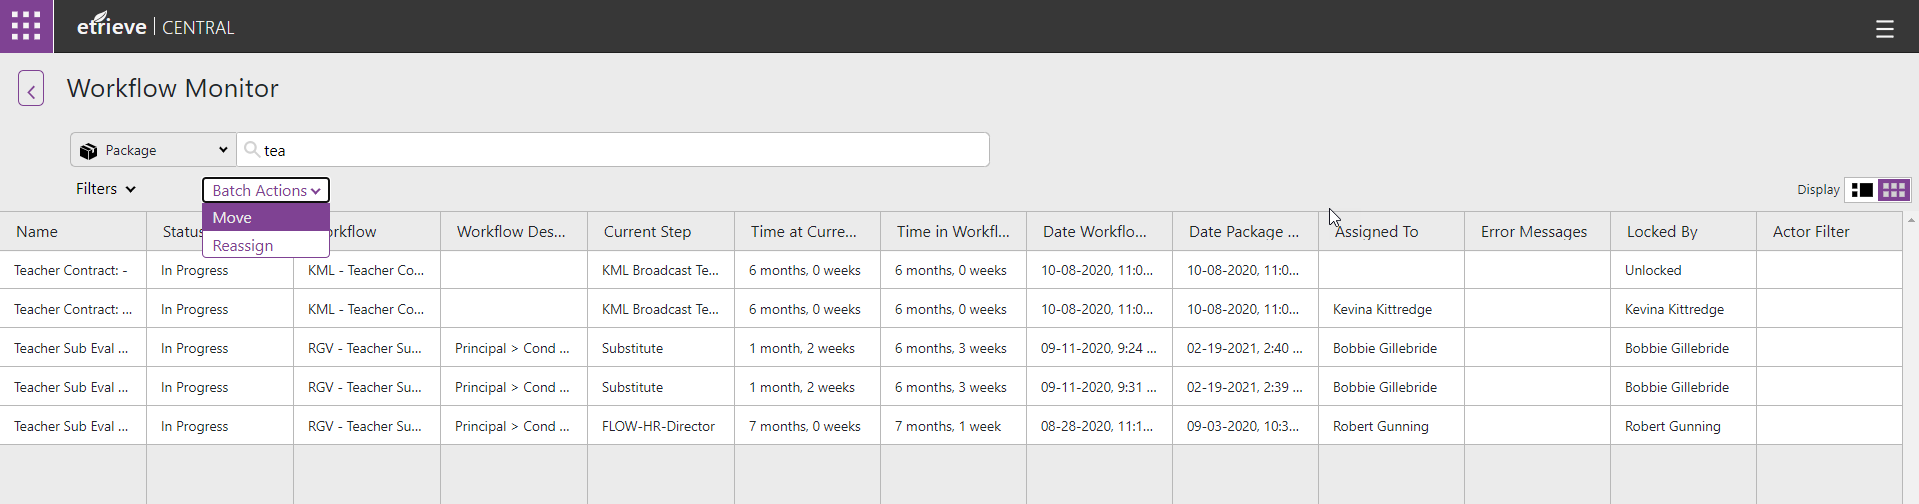 etrieve | CENTRAL
Workflow Monitor
Package tea
Filters Batch Actions Display
Move
Reassign
Name Status Workflow Workflow Des... Current Step Time at Curre... Time in Workfl... Date Workflo... Date Package ... Assigned To Error Messages Locked By Actor Filter
Teacher Contract: - In Progress KML - Teacher Co... KML Broadcast Te... 6 months, 0 weeks 6 months, 0 weeks 10-08-2020, 11:0... 10-08-2020, 11:0... Unlocked
Teacher Contract: ... In Progress KML - Teacher Co... KML Broadcast Te... 6 months, 0 weeks 6 months, 0 weeks 10-08-2020, 11:0... 10-08-2020, 11:0... Kevina Kittredge Kevina Kittredge
Teacher Sub Eval ... In Progress RGV - Teacher Su... Principal > Cond ... Substitute 1 month, 2 weeks 6 months, 3 weeks 09-11-2020, 9:24 ... 02-19-2021, 2:40 ... Bobbie Gillebride Bobbie Gillebride
Teacher Sub Eval ... In Progress RGV - Teacher Su... Principal > Cond ... Substitute 1 month, 2 weeks 6 months, 3 weeks 09-11-2020, 9:31 ... 02-19-2021, 2:39 ... Bobbie Gillebride Bobbie Gillebride
Teacher Sub Eval ... In Progress RGV - Teacher Su... Principal > Cond ... FLOW-HR-Director 7 months, 0 weeks 7 months, 1 week 08-28-2020, 11:1... 09-03-2020, 10:3... Robert Gunning Robert Gunning